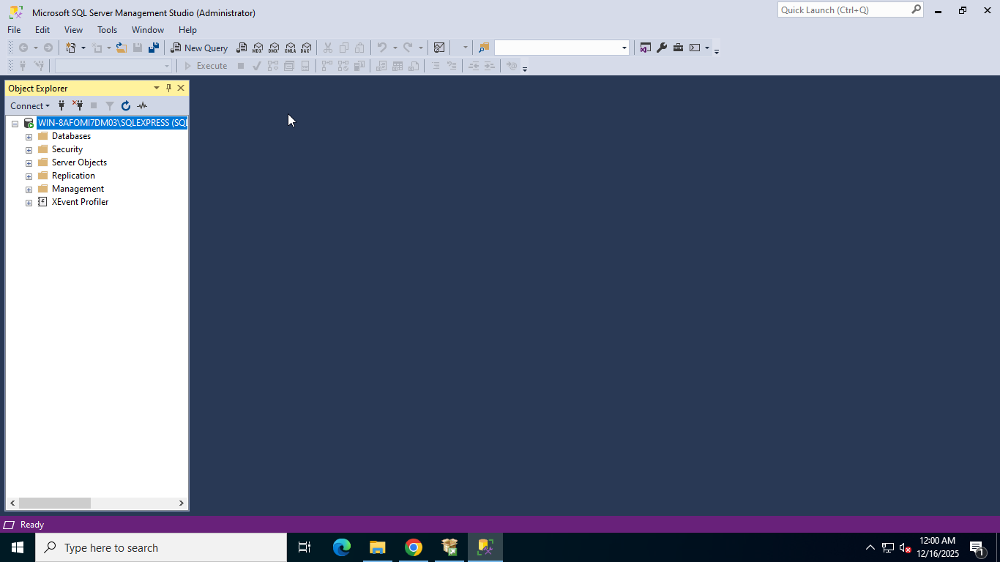 Microsoft SQL Server Management Studio (Administrator)
Quick Launch (Ctrl+Q)
File Edit View Tools Window Help
New Query MDX DMX XMLA DAX
Execute
Object Explorer
Connect
WIN-8AFOMI7DM03\SQLEXPRESS (SQL
Databases
Security
Server Objects
Replication
Management
XEvent Profiler
Ready
Type here to search
12:00 AM
12/16/2025
1